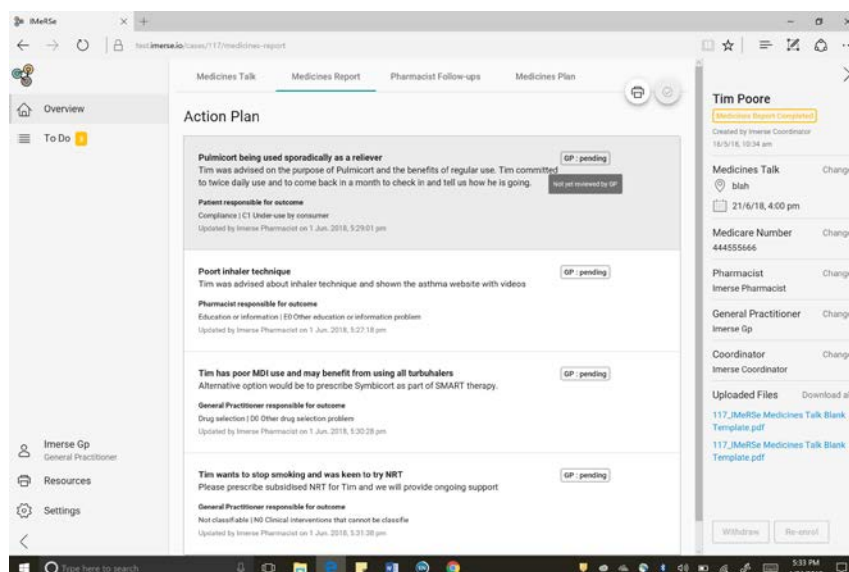 IMeRSe
test.imerse.io/cases/117/medicines-report
Overview
To Do
Imerse Gp
General Practitioner
Resources
Settings
Medicines Talk Medicines Report Pharmacist Follow-ups Medicines Plan
Action Plan
Pulmicort being used sporadically as a reliever
GP : pending
Tim was advised on the purpose of Pulmicort and the benefits of regular use. Tim committed
to twice daily use and to come back in a month to check in and tell us how he is going.
Not yet reviewed by GP
Patient responsible for outcome
Compliance | C1 Under-use by consumer
Updated by Imerse Pharmacist on 1 Jun. 2018, 5:29:01 pm
Poort inhaler technique
GP : pending
Tim was advised about inhaler technique and shown the asthma website with videos
Pharmacist responsible for outcome
Education or information | E0 Other education or information problem
Updated by Imerse Pharmacist on 1 Jun. 2018, 5:27:18 pm
Tim has poor MDI use and may benefit from using all turbuhalers
GP : pending
Alternative option would be to prescribe Symbicort as part of SMART therapy.
General Practitioner responsible for outcome
Drug selection | D0 Other drug selection problem
Updated by Imerse Pharmacist on 1 Jun. 2018, 5:30:28 pm
Tim wants to stop smoking and was keen to try NRT
GP : pending
Please prescribe subsidised NRT for Tim and we will provide ongoing support
General Practitioner responsible for outcome
Not classifiable | N0 Clinical interventions that cannot be classifie
Updated by Imerse Pharmacist on 1 Jun. 2018, 5:31:38 pm
Tim Poore
Medicines Report Completed
Created by Imerse Coordinator
16/5/18, 10:34 am
Medicines Talk Change
blah
21/6/18, 4:00 pm
Medicare Number Change
444555666
Pharmacist Change
Imerse Pharmacist
General Practitioner Change
Imerse Gp
Coordinator Change
Imerse Coordinator
Uploaded Files Download al
117_IMeRSe Medicines Talk Blank
Template.pdf
117_IMeRSe Medicines Talk Blank
Template.pdf
Withdraw Re-enrol
Type here to search
5:33 PM